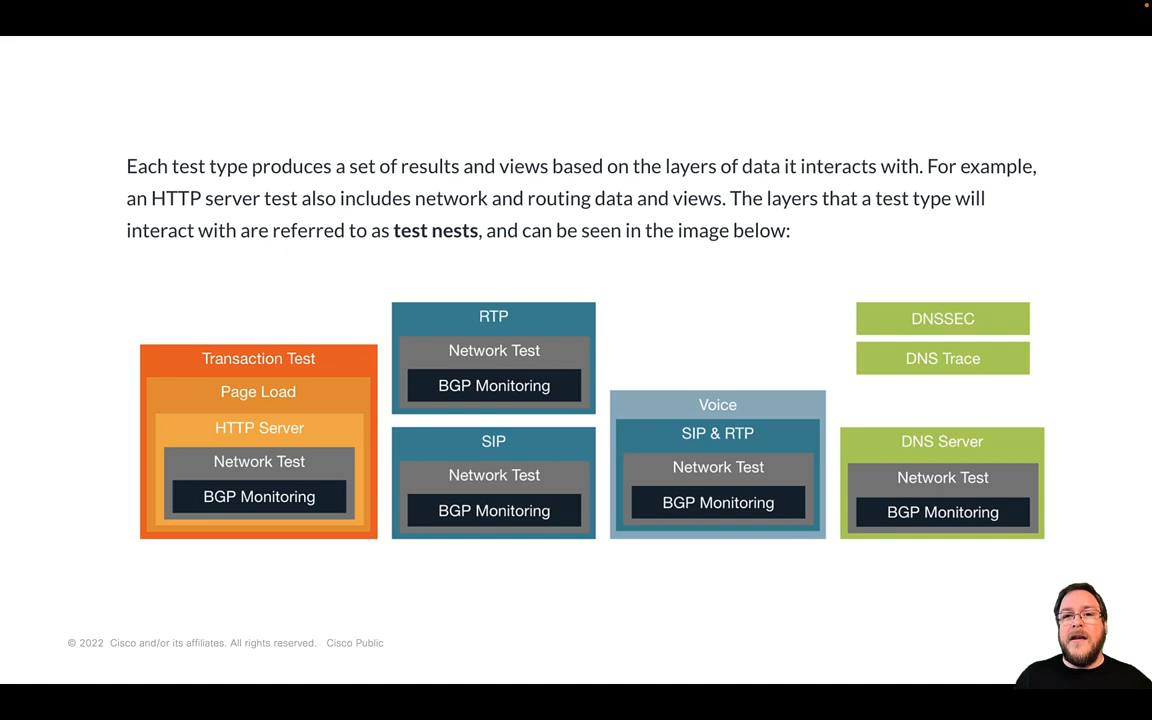 Each test type produces a set of results and views based on the layers of data it interacts with. For example,
an HTTP server test also includes network and routing data and views. The layers that a test type will
interact with are referred to as test nests, and can be seen in the image below:
Transaction Test
Page Load
HTTP Server
Network Test
BGP Monitoring
RTP
Network Test
BGP Monitoring
SIP
Network Test
BGP Monitoring
Voice
SIP & RTP
Network Test
BGP Monitoring
DNSSEC
DNS Trace
DNS Server
Network Test
BGP Monitoring
© 2022 Cisco and/or its affiliates. All rights reserved. Cisco Public